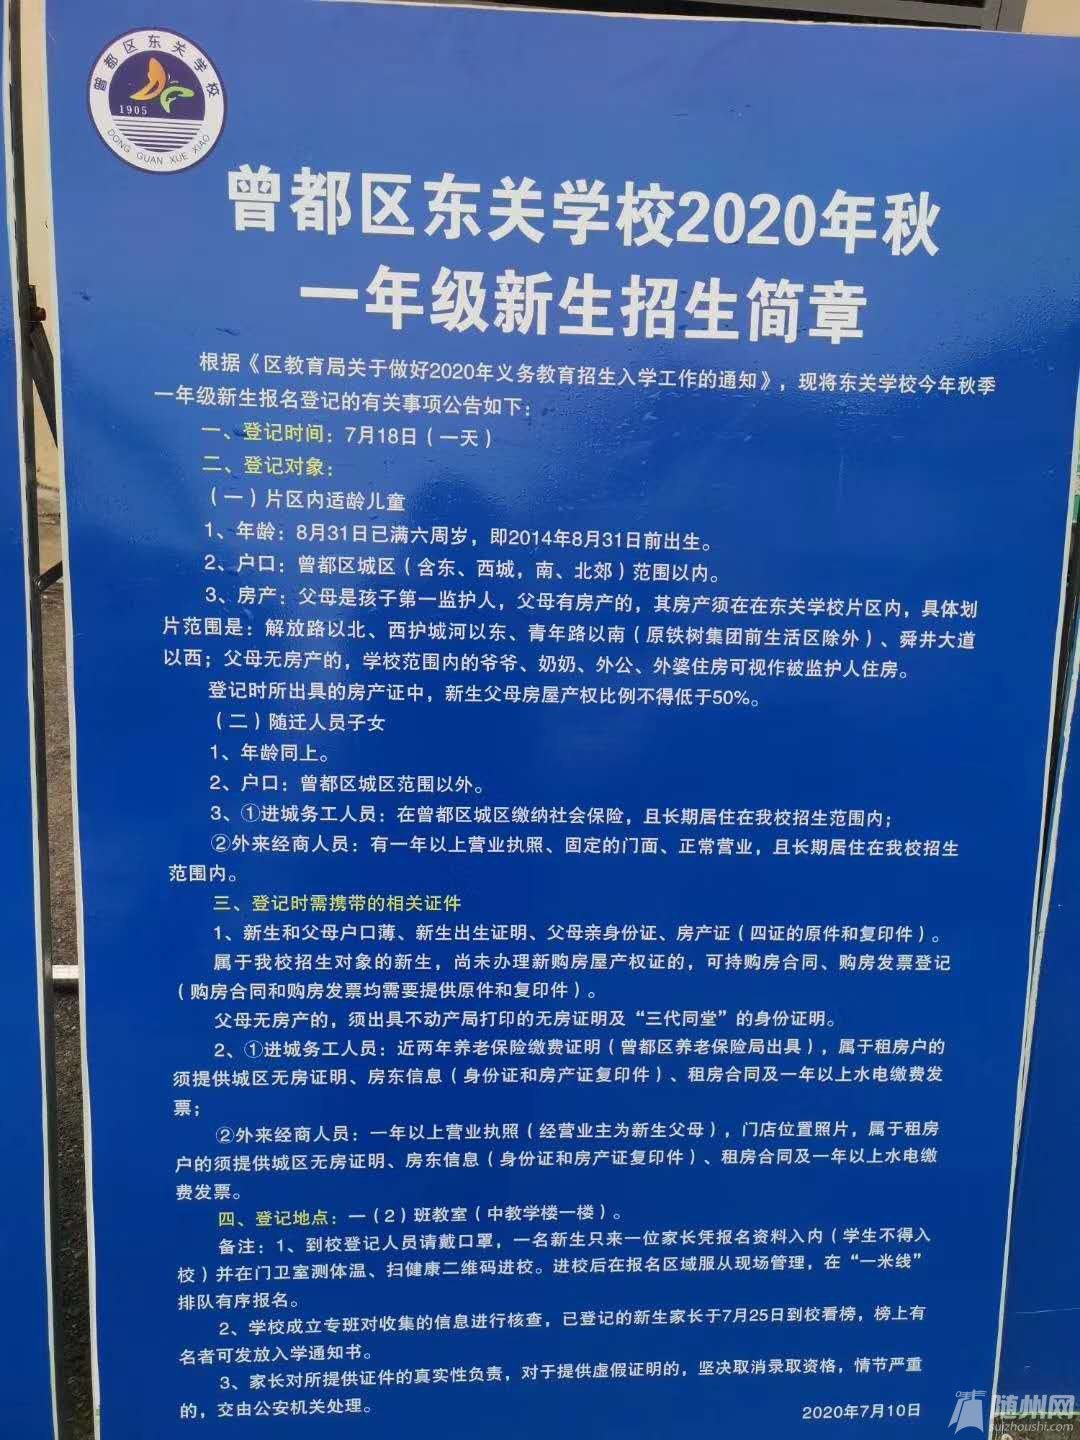 曾都区东关学校
1905
DONG GUAN XUE XIAO
曾都区东关学校2020年秋
一年级新生招生简章
根据《区教育局关于做好2020年义务教育招生入学工作的通知》，现将东关学校今年秋季
一年级新生报名登记的有关事项公告如下：
一、登记时间：7月18日（一天）
二、登记对象：
（一）片区内适龄儿童
1、年龄：8月31日已满六周岁，即2014年8月31日前出生。
2、户口：曾都区城区（含东、西城，南、北郊）范围以内。
3、房产：父母是孩子第一监护人，父母有房产的，其房产须在在东关学校片区内，具体划
片范围是：解放路以北、西护城河以东、青年路以南（原铁树集团前生活区除外）、舜井大道
以西；父母无房产的，学校范围内的爷爷、奶奶、外公、外婆住房可视作被监护人住房。
登记时所出具的房产证中，新生父母房屋产权比例不得低于50%。
（二）随迁人员子女
1、年龄同上。
2、户口：曾都区城区范围以外。
3、①进城务工人员：在曾都区城区缴纳社会保险，且长期居住在我校招生范围内；
②外来经商人员：有一年以上营业执照、固定的门面、正常营业，且长期居住在我校招生
范围内。
三、登记时需携带的相关证件
1、新生和父母户口薄、新生出生证明、父母亲身份证、房产证（四证的原件和复印件）。
属于我校招生对象的新生，尚未办理新购房屋产权证的，可持购房合同、购房发票登记
（购房合同和购房发票均需要提供原件和复印件）。
父母无房产的，须出具不动产局打印的无房证明及“三代同堂”的身份证明。
2、①进城务工人员：近两年养老保险缴费证明（曾都区养老保险局出具），属于租房户的
须提供城区无房证明、房东信息（身份证和房产证复印件）、租房合同及一年以上水电缴费发
票；
②外来经商人员：一年以上营业执照（经营业主为新生父母），门店位置照片，属于租房
户的须提供城区无房证明、房东信息（身份证和房产证复印件）、租房合同及一年以上水电缴
费发票。
四、登记地点：一（2）班教室（中教学楼一楼）。
备注：1、到校登记人员请戴口罩，一名新生只来一位家长凭报名资料入内（学生不得入
校）并在门卫室测体温、扫健康二维码进校。进校后在报名区域服从现场管理，在“一米线”
排队有序报名。
2、学校成立专班对收集的信息进行核查，已登记的新生家长于7月25日到校看榜，榜上有
名者可发放入学通知书。
3、家长对所提供证件的真实性负责，对于提供虚假证明的，坚决取消录取资格，情节严重
的，交由公安机关处理。
2020年7月10日
随州网
suizhoushi.com